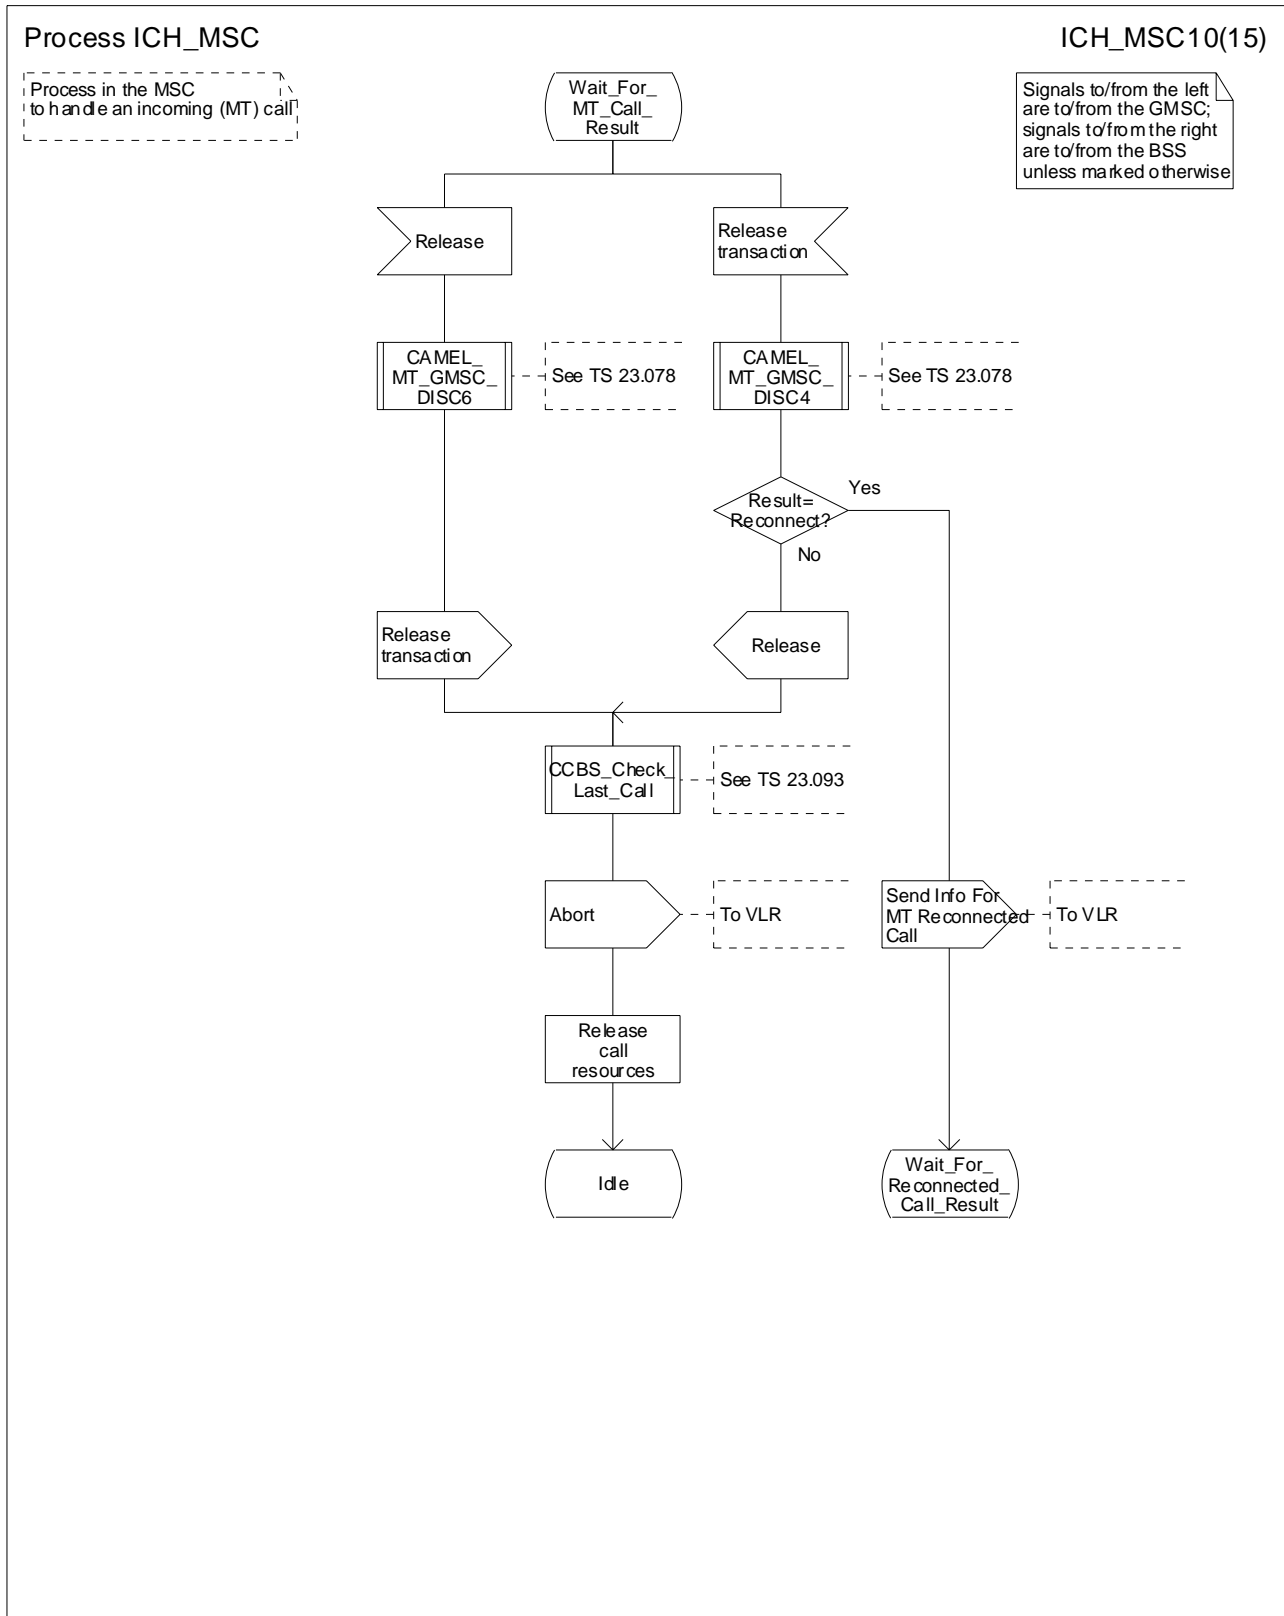 Process ICH_MSC
ICH_MSC10(15)
Process in the MSC
to handle an incoming (MT) call
Wait_For_
MT_Call_
Result
Signals to/from the left
are to/from the GMSC;
signals to/from the right
are to/from the BSS
unless marked otherwise
Release
Release
transaction
CAMEL_
MT_GMSC_
DISC6
See TS 23.078
CAMEL_
MT_GMSC_
DISC4
See TS 23.078
Result=
Reconnect?
Yes
No
Release
transaction
Release
CCBS_Check_
Last_Call
See TS 23.093
Abort
To VLR
Send Info For
MT Reconnected
Call
To VLR
Release
call
resources
Idle
Wait_For_
Reconnected_
Call_Result